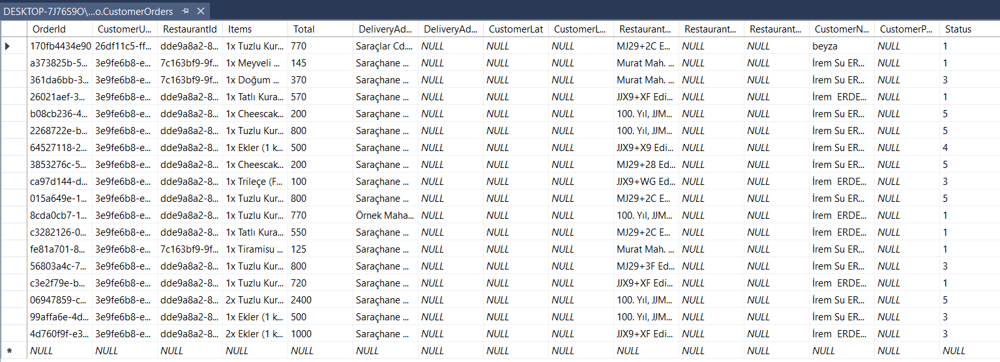 DESKTOP-7J76S9O\...o.CustomerOrders
OrderId CustomerU... RestaurantId Items Total DeliveryAd... DeliveryAd... CustomerLat CustomerL... Restaurant... Restaurant... Restaurant... CustomerN... CustomerP... Status
170fb4434e90 26df11c5-ff... dde9a8a2-8... 1x Tuzlu Kur... 770 Saraçlar Cd.... NULL NULL NULL MJ29+2C E... NULL NULL beyza NULL 1
a373825b-5... 3e9fe6b8-e... 7c163bf9-9f... 1x Meyveli ... 145 Saraçhane ... NULL NULL NULL Murat Mah. ... NULL NULL İrem Su ER... NULL 1
361da6bb-3... 3e9fe6b8-e... 7c163bf9-9f... 1x Doğum ... 370 Saraçhane ... NULL NULL NULL Murat Mah. ... NULL NULL İrem Su ER... NULL 3
26021aef-3... 3e9fe6b8-e... dde9a8a2-8... 1x Tatlı Kura... 570 Saraçhane ... NULL NULL NULL JJX9+XF Edi... NULL NULL İrem  ERDE... NULL 1
b08cb236-4... 3e9fe6b8-e... dde9a8a2-8... 1x Cheescak... 200 Saraçhane ... NULL NULL NULL 100. Yıl, JJM... NULL NULL İrem Su ER... NULL 5
2268722e-b... 3e9fe6b8-e... dde9a8a2-8... 1x Tuzlu Kur... 800 Saraçhane ... NULL NULL NULL 100. Yıl, JJM... NULL NULL İrem Su ER... NULL 5
64527118-2... 3e9fe6b8-e... dde9a8a2-8... 1x Ekler (1 k... 500 Saraçhane ... NULL NULL NULL JJX9+X9 Edi... NULL NULL İrem Su ER... NULL 4
3853276c-5... 3e9fe6b8-e... dde9a8a2-8... 1x Cheescak... 200 Saraçhane ... NULL NULL NULL MJ29+28 Ed... NULL NULL İrem Su ER... NULL 5
ca97d144-d... 3e9fe6b8-e... dde9a8a2-8... 1x Trileçe (F... 100 Saraçhane ... NULL NULL NULL JJX9+WG Ed... NULL NULL İrem  ERDE... NULL 3
015a649e-1... 3e9fe6b8-e... dde9a8a2-8... 1x Tuzlu Kur... 800 Saraçhane ... NULL NULL NULL MJ29+2C E... NULL NULL İrem Su ER... NULL 5
8cda0cb7-1... 3e9fe6b8-e... dde9a8a2-8... 1x Tuzlu Kur... 770 Örnek Maha... NULL NULL NULL 100. Yıl, JJM... NULL NULL İrem  ERDE... NULL 1
c3282126-0... 3e9fe6b8-e... dde9a8a2-8... 1x Tatlı Kura... 550 Saraçhane ... NULL NULL NULL MJ29+2C E... NULL NULL İrem  ERDE... NULL 1
fe81a701-8... 3e9fe6b8-e... 7c163bf9-9f... 1x Tiramisu ... 125 Saraçhane ... NULL NULL NULL Murat Mah. ... NULL NULL İrem Su ER... NULL 1
56803a4c-7... 3e9fe6b8-e... dde9a8a2-8... 1x Tuzlu Kur... 800 Saraçhane ... NULL NULL NULL MJ29+3F Ed... NULL NULL İrem Su ER... NULL 3
c3e2f79e-b... 3e9fe6b8-e... dde9a8a2-8... 1x Tuzlu Kur... 720 Saraçhane ... NULL NULL NULL JJX9+XF Edi... NULL NULL İrem  ERDE... NULL 1
06947859-c... 3e9fe6b8-e... dde9a8a2-8... 2x Tuzlu Kur... 2400 Saraçhane ... NULL NULL NULL 100. Yıl, JJM... NULL NULL İrem Su ER... NULL 5
99affa6e-4d... 3e9fe6b8-e... dde9a8a2-8... 1x Ekler (1 k... 500 Saraçhane ... NULL NULL NULL 100. Yıl, JJM... NULL NULL İrem Su ER... NULL 3
4d760f9f-e3... 3e9fe6b8-e... dde9a8a2-8... 2x Ekler (1 k... 1000 Saraçhane ... NULL NULL NULL JJX9+XF Edi... NULL NULL İrem  ERDE... NULL 3
NULL NULL NULL NULL NULL NULL NULL NULL NULL NULL NULL NULL NULL NULL NULL